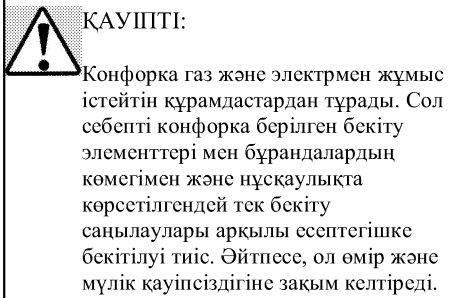 ҚАУІПТІ:
Конфорка газ және электрмен жұмыс
істейтін құрамдастардан тұрады. Сол
себепті конфорка берілген бекіту
элементтері мен бұрандалардың
көмегімен және нұсқаулықта
көрсетілгендей тек бекіту
саңылаулары арқылы есептегішке
бекітілуі тиіс. Әйтпесе, ол өмір және
мүлік қауіпсіздігіне зақым келтіреді.